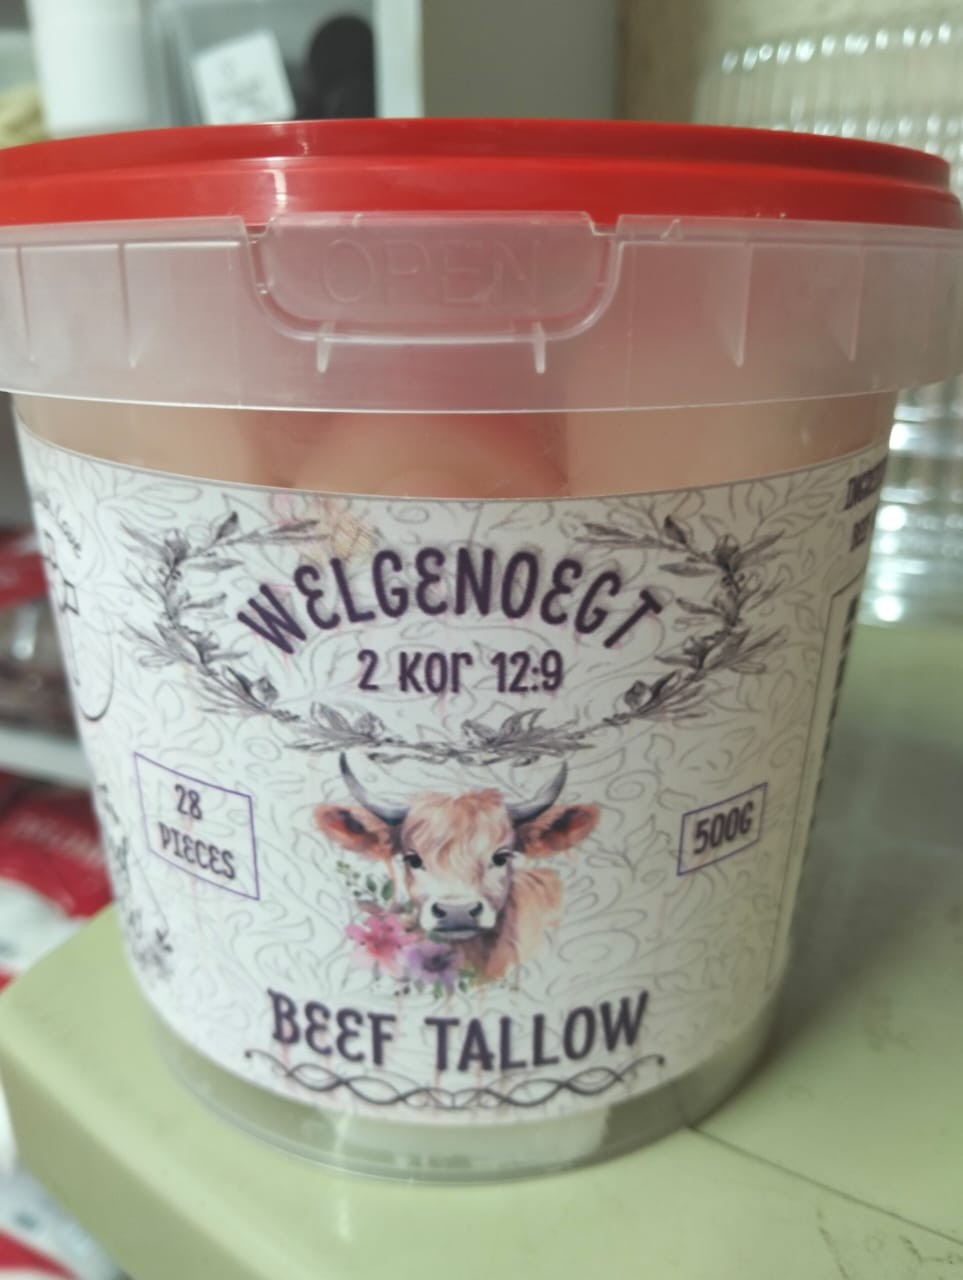 OPEN
WELGENOEGT
2 KOR 12:9
28
PIECES
500G
BEEF TALLOW